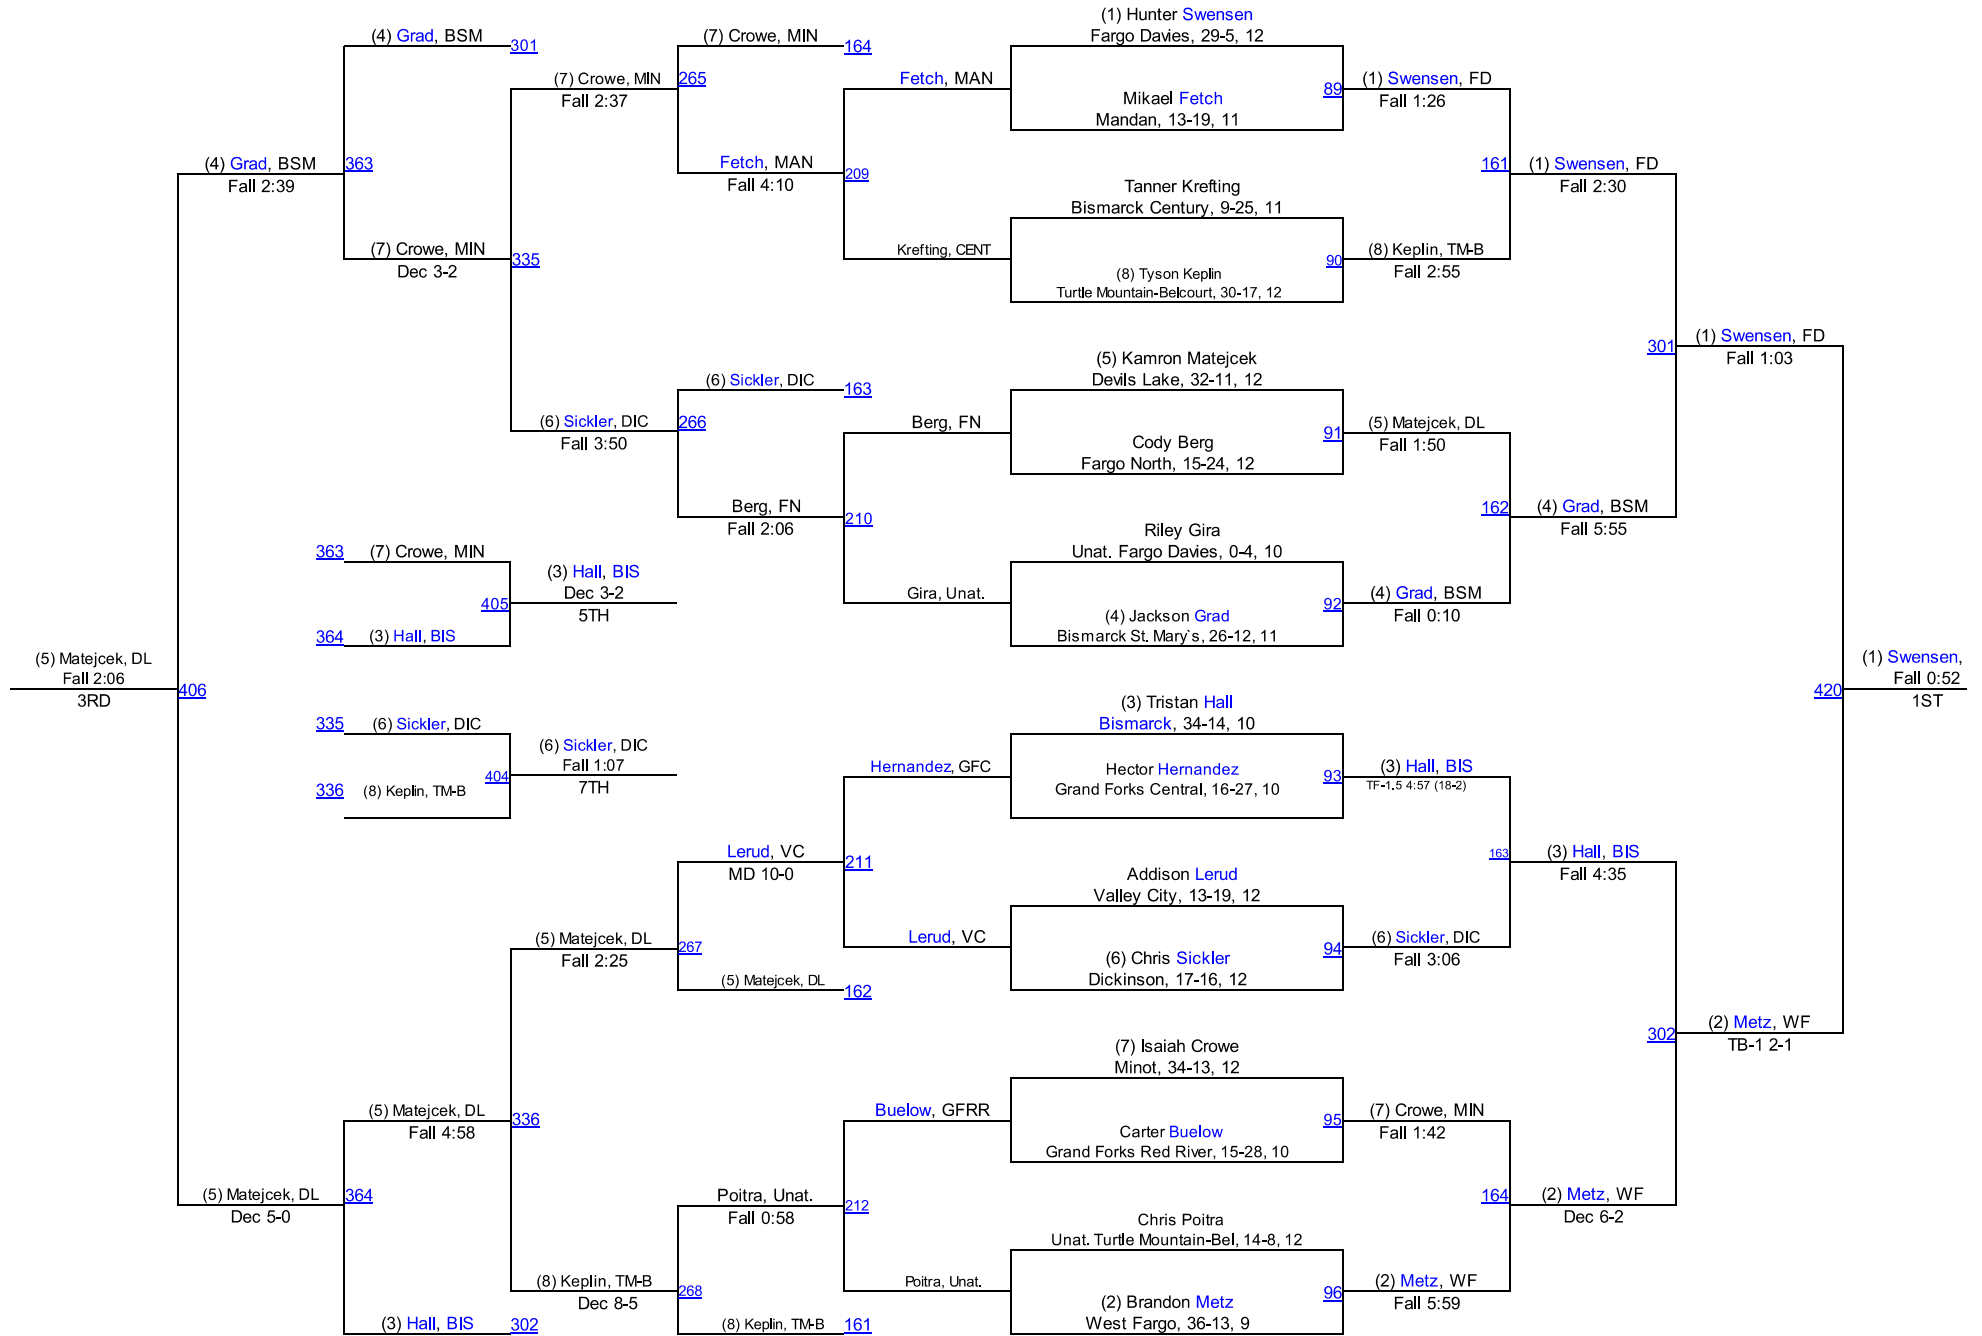 (1) Hunter Swensen
Fargo Davies, 29-5, 12
Mikael Fetch
Mandan, 13-19, 11
89
Tanner Krefting
Bismarck Century, 9-25, 11
(8) Tyson Keplin
Turtle Mountain-Belcourt, 30-17, 12
90
(5) Kamron Matejcek
Devils Lake, 32-11, 12
Cody Berg
Fargo North, 15-24, 12
91
Riley Gira
Unat. Fargo Davies, 0-4, 10
(4) Jackson Grad
Bismarck St. Mary`s, 26-12, 11
92
(3) Tristan Hall
Bismarck, 34-14, 10
Hector Hernandez
Grand Forks Central, 16-27, 10
93
Addison Lerud
Valley City, 13-19, 12
(6) Chris Sickler
Dickinson, 17-16, 12
94
(7) Isaiah Crowe
Minot, 34-13, 12
Carter Buelow
Grand Forks Red River, 15-28, 10
95
Chris Poitra
Unat. Turtle Mountain-Bel, 14-8, 12
(2) Brandon Metz
West Fargo, 36-13, 9
96
(1) Swensen, FD
Fall 1:26
161
(8) Keplin, TM-B
Fall 2:55
(5) Matejcek, DL
Fall 1:50
162
(4) Grad, BSM
Fall 0:10
(3) Hall, BIS
TF-1.5 4:57 (18-2)
163
(6) Sickler, DIC
Fall 3:06
(7) Crowe, MIN
Fall 1:42
164
(2) Metz, WF
Fall 5:59
(1) Swensen, FD
Fall 2:30
301
(4) Grad, BSM
Fall 5:55
(3) Hall, BIS
Fall 4:35
302
(2) Metz, WF
Dec 6-2
(1) Swensen, FD
Fall 1:03
420
(2) Metz, WF
TB-1 2-1
(1) Swensen,
Fall 0:52
1ST
Fetch, MAN
209
Krefting, CENT
Berg, FN
210
Gira, Unat.
Hernandez, GFC
211
Lerud, VC
Buelow, GFRR
212
Poitra, Unat.
(7) Crowe, MIN
164
265
Fetch, MAN
Fall 4:10
(6) Sickler, DIC
163
266
Berg, FN
Fall 2:06
Lerud, VC
MD 10-0
267
(5) Matejcek, DL
162
Poitra, Unat.
Fall 0:58
268
(8) Keplin, TM-B
161
(7) Crowe, MIN
Fall 2:37
335
(6) Sickler, DIC
Fall 3:50
(5) Matejcek, DL
Fall 2:25
336
(8) Keplin, TM-B
Dec 8-5
(4) Grad, BSM
301
363
(7) Crowe, MIN
Dec 3-2
(5) Matejcek, DL
Fall 4:58
364
(3) Hall, BIS
302
(4) Grad, BSM
Fall 2:39
406
(5) Matejcek, DL
Dec 5-0
(5) Matejcek, DL
Fall 2:06
3RD
363
(7) Crowe, MIN
405
364
(3) Hall, BIS
(3) Hall, BIS
Dec 3-2
5TH
335
(6) Sickler, DIC
404
336
(8) Keplin, TM-B
(6) Sickler, DIC
Fall 1:07
7TH